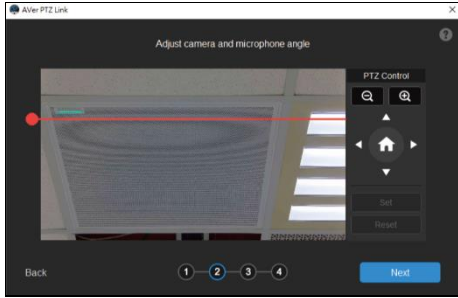 AVer PTZ Link
Adjust camera and microphone angle
PTZ Control
Set
Reset
Back
1
2
3
4
Next